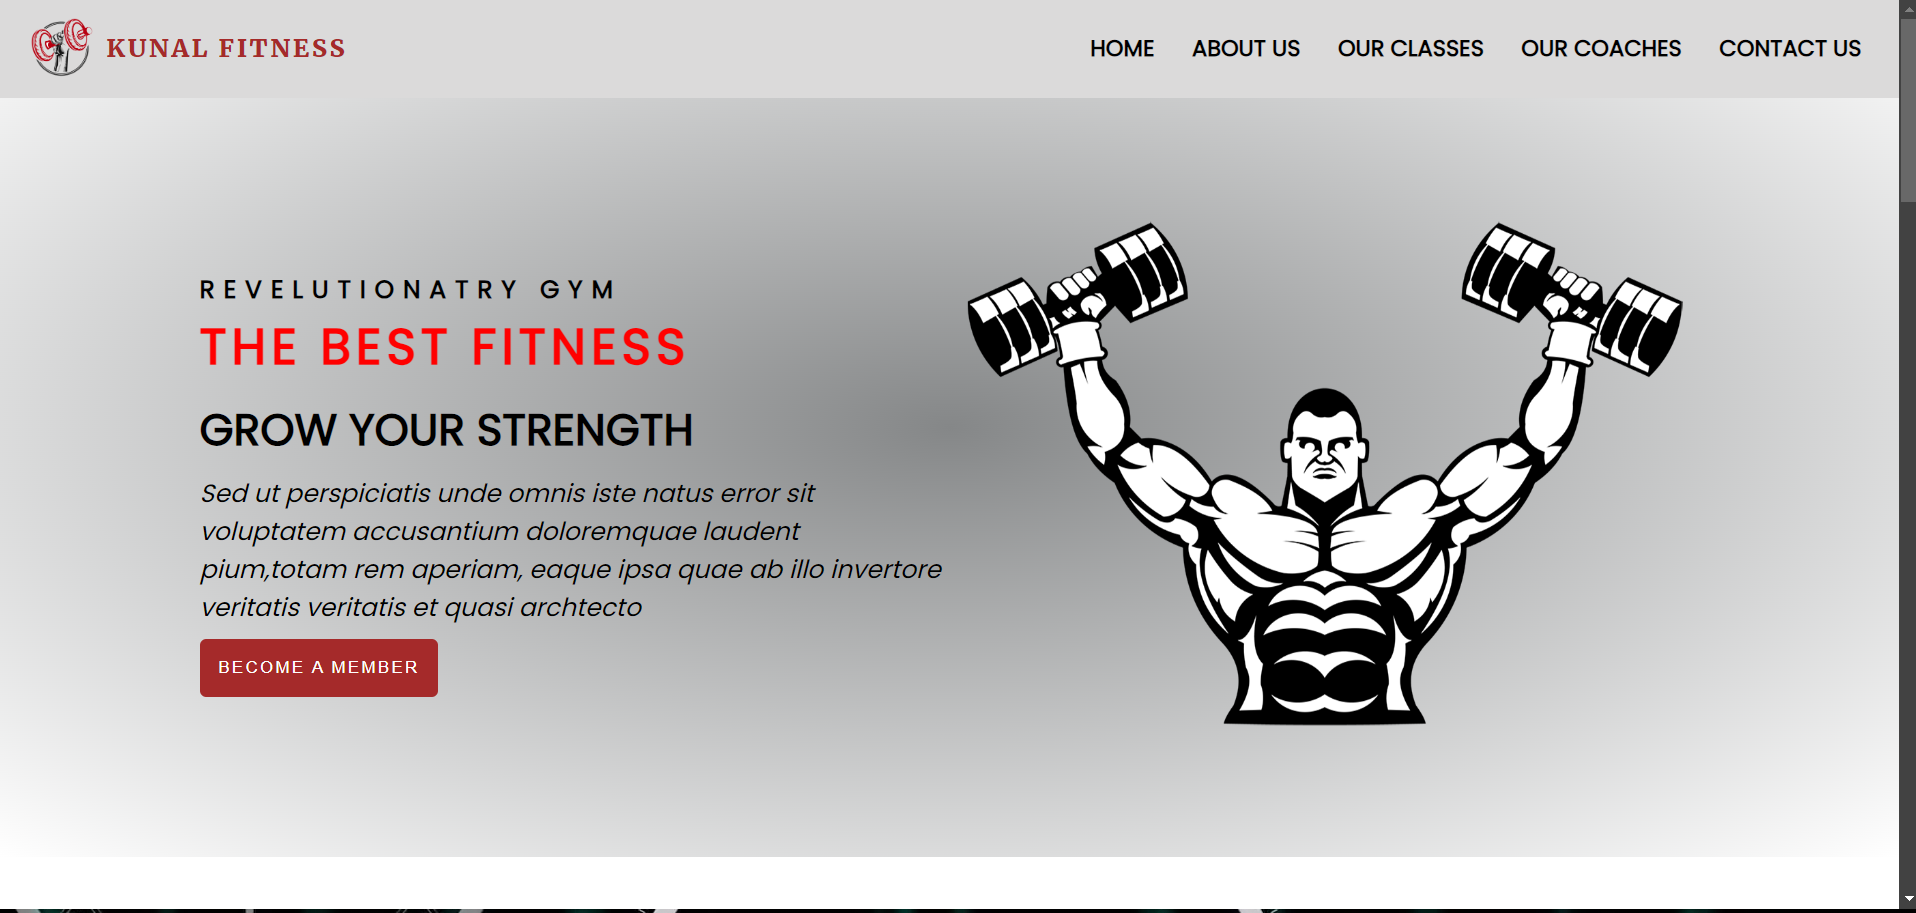 KUNAL FITNESS
HOME ABOUT US OUR CLASSES OUR COACHES CONTACT US
REVELUTIONATRY GYM
THE BEST FITNESS
GROW YOUR STRENGTH
Sed ut perspiciatis unde omnis iste natus error sit
voluptatem accusantium doloremquae laudent
pium,totam rem aperiam, eaque ipsa quae ab illo invertore
veritatis veritatis et quasi archtecto
BECOME A MEMBER